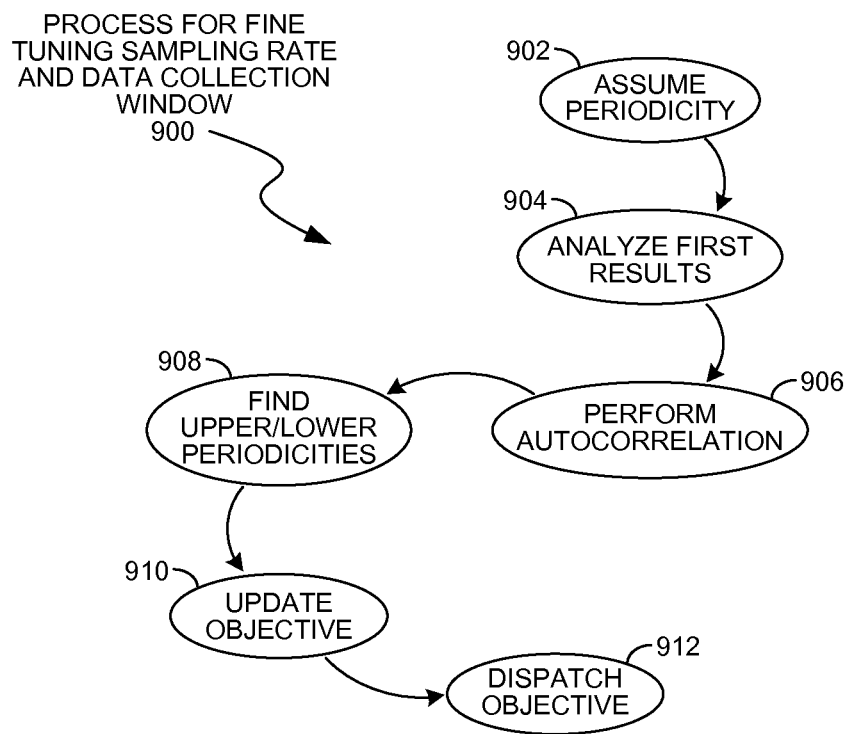 PROCESS FOR FINE
TUNING SAMPLING RATE
AND DATA COLLECTION
WINDOW
900
902
ASSUME
PERIODICITY
904
ANALYZE FIRST
RESULTS
906
PERFORM
AUTOCORRELATION
908
FIND
UPPER/LOWER
PERIODICITIES
910
UPDATE
OBJECTIVE
912
DISPATCH
OBJECTIVE